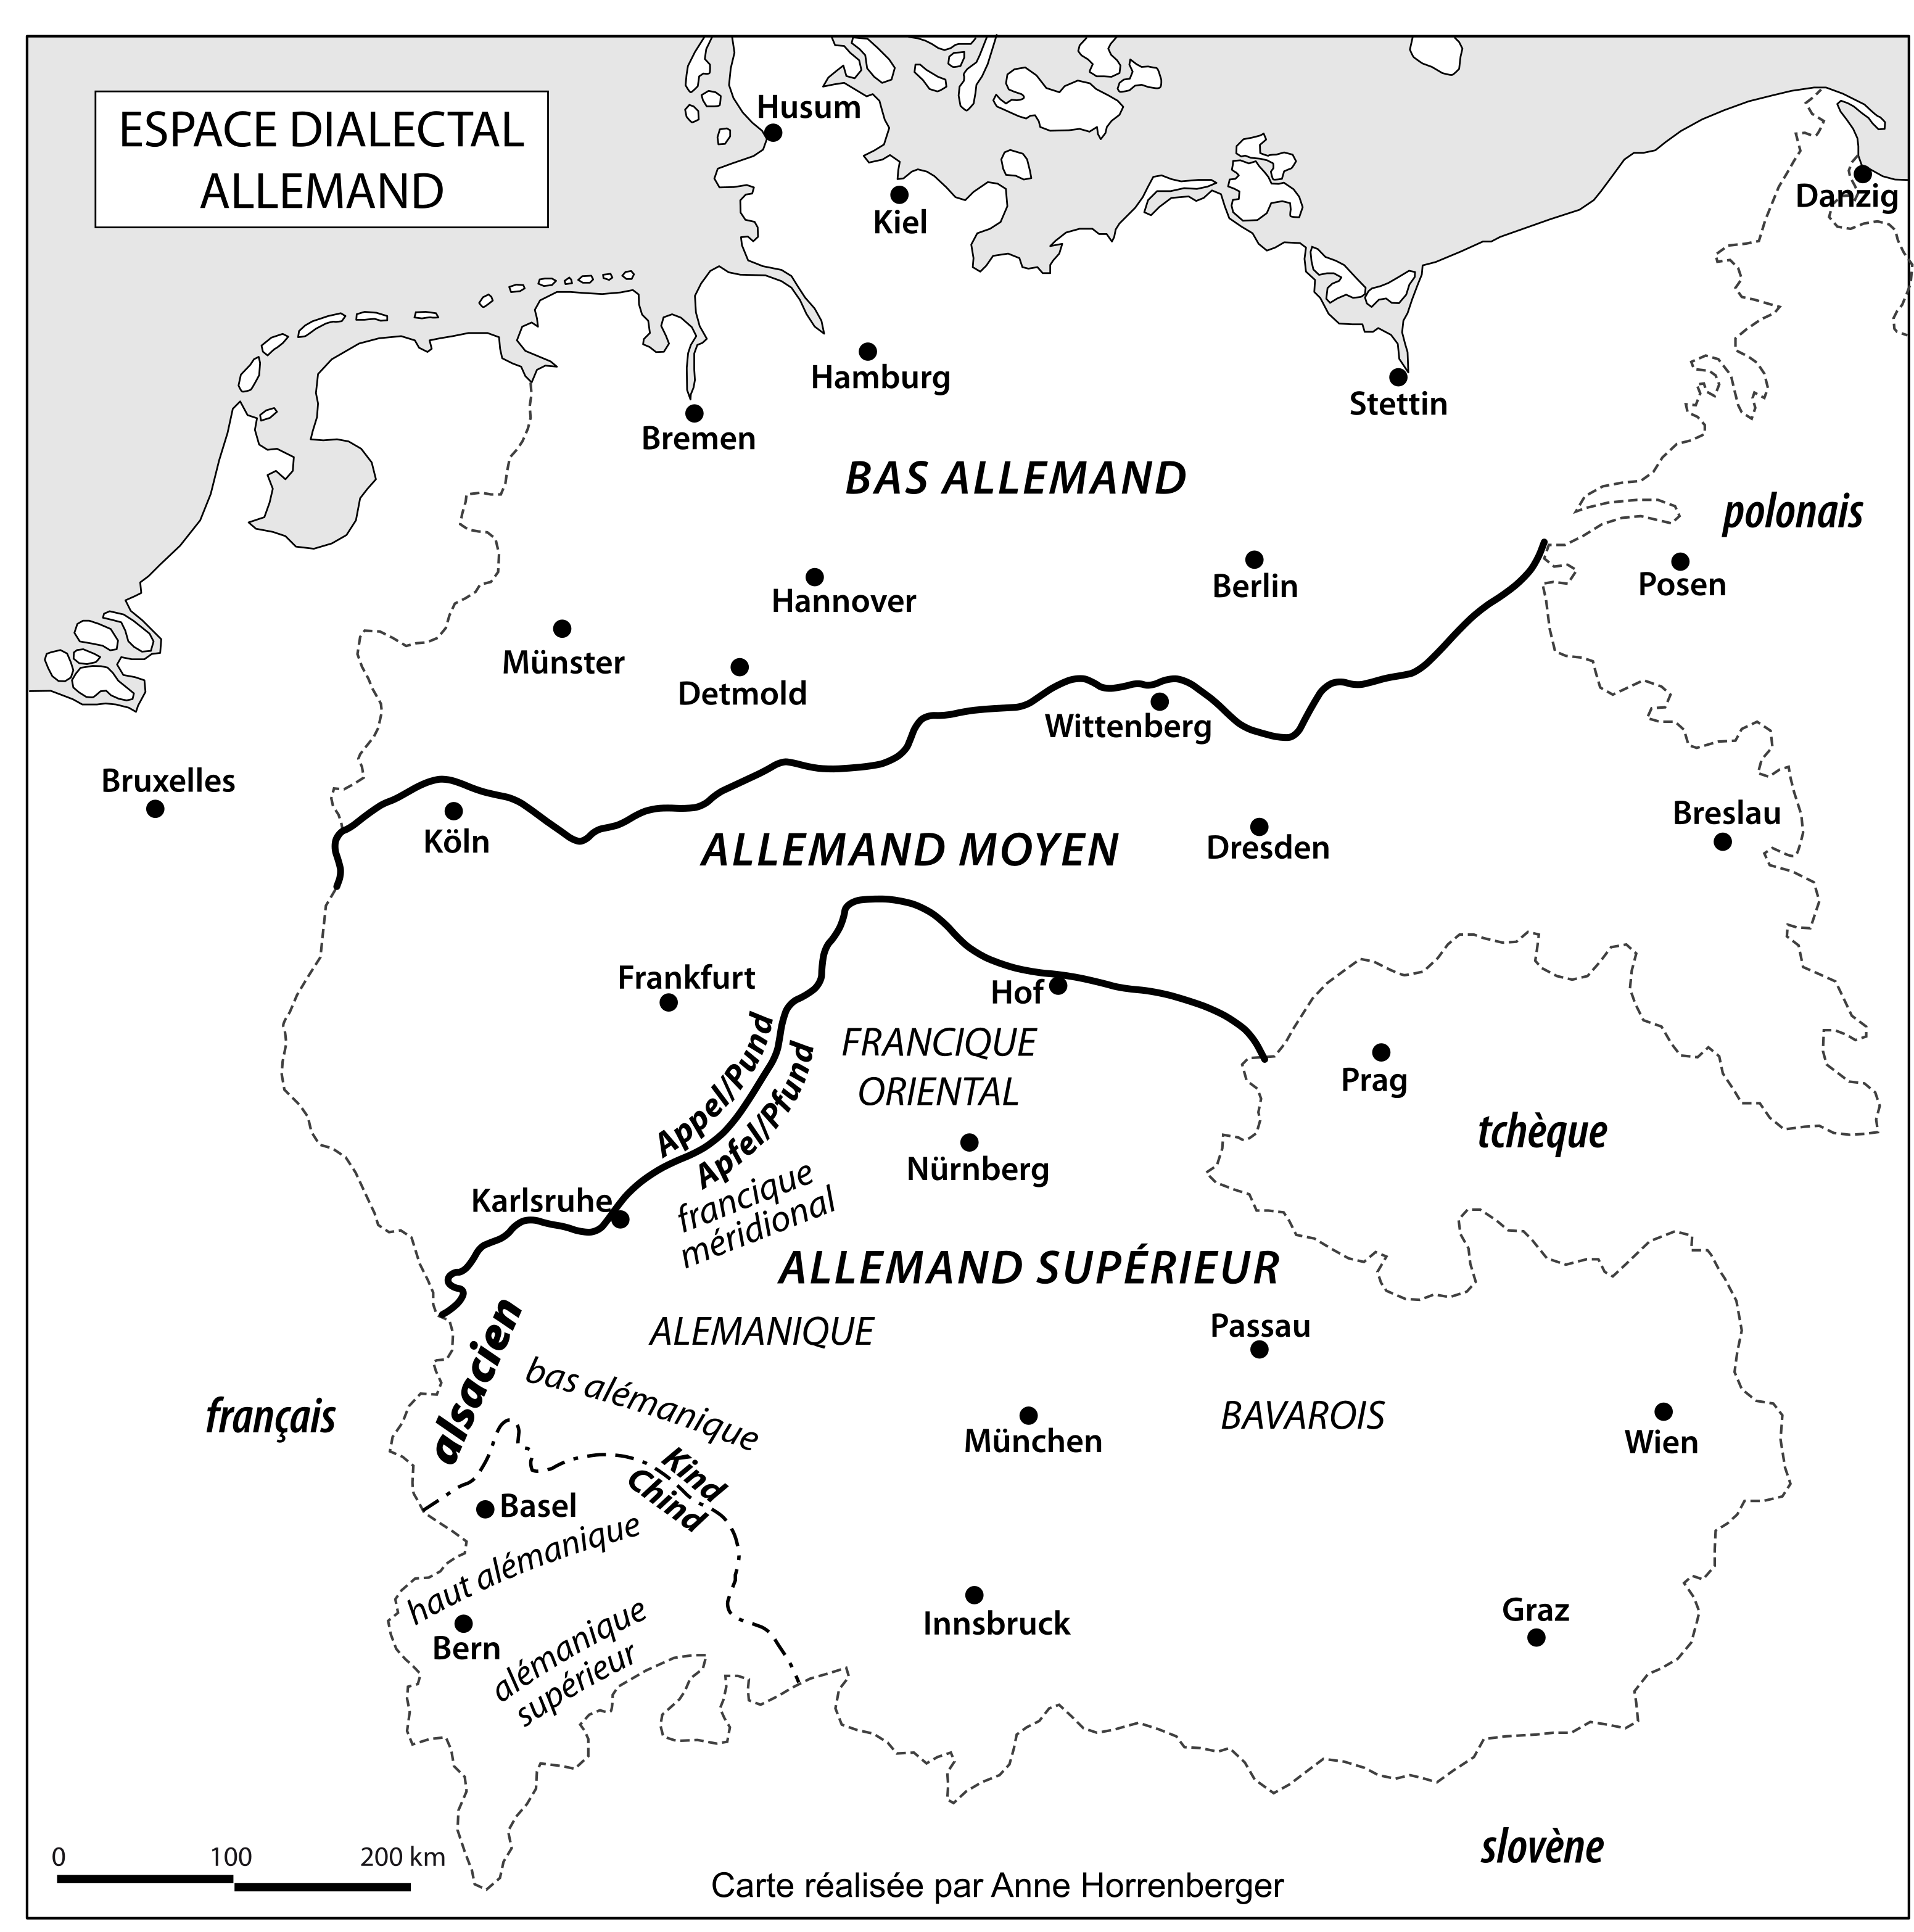 ESPACE DIALECTAL
ALLEMAND
Husum
Kiel
Danzig
Hamburg
Stettin
Bremen
BAS ALLEMAND
polonais
Hannover
Berlin
Posen
Münster
Detmold
Wittenberg
Bruxelles
Köln
ALLEMAND MOYEN
Dresden
Breslau
Frankfurt
Hof
Appel/Pund
Apfel/Pfund
FRANCIQUE
ORIENTAL
Prag
tchèque
Nürnberg
Karlsruhe
francique
méridional
ALLEMAND SUPÉRIEUR
alsacien
ALEMANIQUE
Passau
bas alémanique
français
BAVAROIS
München
Wien
Kind
Chind
Basel
haut alémanique
Bern
alémanique
supérieur
Innsbruck
Graz
slovène
0 100 200 km
Carte réalisée par Anne Horrenberger